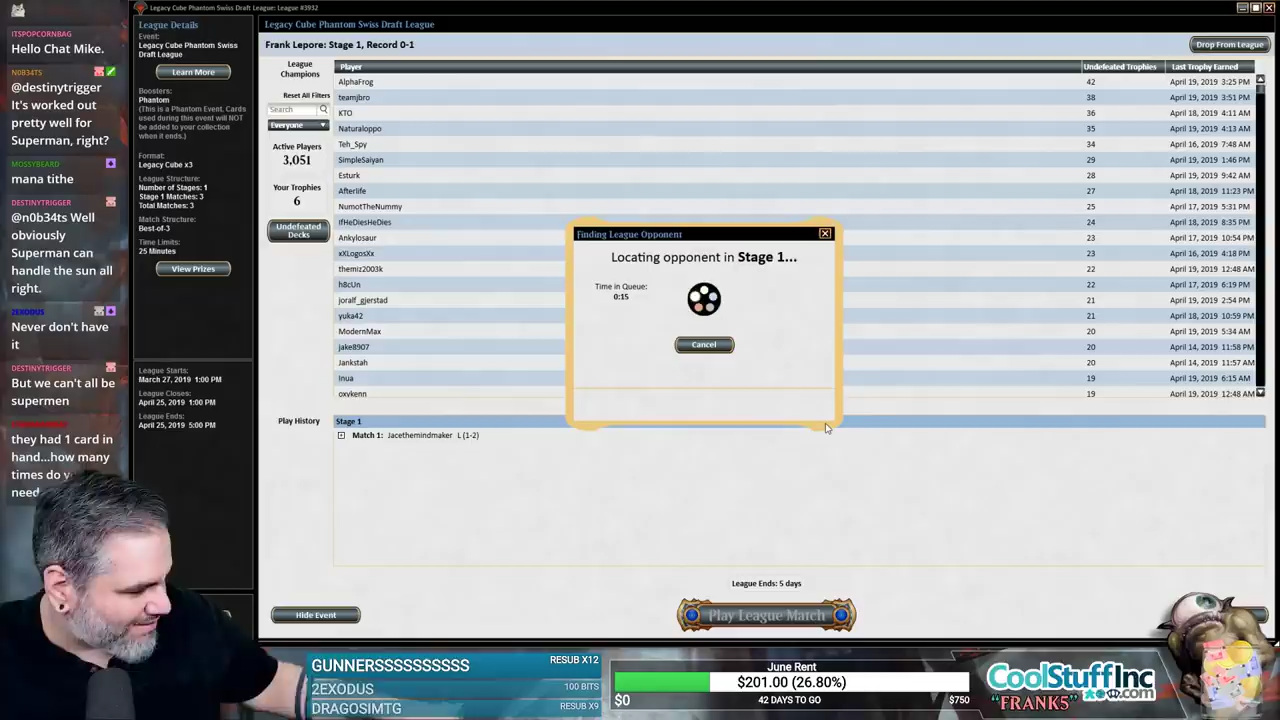 Legacy Cube Phantom Swiss Draft League: League #3932
ITSPOPCORNBAG
Hello Chat Mike.
N0B34TS
@destinytrigger
It's worked out
pretty well for
Superman, right?
MOSSYBEARD
mana tithe
DESTINYTRIGGER
@n0b34ts Well
obviously
Superman can
handle the sun all
right.
2EXODUS
Never don't have
it
DESTINYTRIGGER
But we can't all be
supermen
they had 1 card in
hand...how many
times do y
need
League Details
Event:
Legacy Cube Phantom Swiss
Draft League
Learn More
Boosters:
Phantom
(This is a Phantom Event. Cards
used during this event will NOT
be added to your collection
when it ends.)
Format:
Legacy Cube x3
League Structure:
Number of Stages: 1
Stage 1 Matches: 3
Total Matches: 3
Match Structure:
Best-of-3
Time Limits:
25 Minutes
View Prizes
League Starts:
March 27, 2019 1:00 PM
League Closes:
April 25, 2019 1:00 PM
League Ends:
April 25, 2019 5:00 PM
Legacy Cube Phantom Swiss Draft League
Frank Lepore: Stage 1, Record 0-1
Drop From League
League
Champions
Reset All Filters
Search
Everyone
Active Players
3,051
Your Trophies
6
Undefeated
Decks
Player Undefeated Trophies Last Trophy Earned
AlphaFrog 42 April 19, 2019 3:25 PM
teamjbro 38 April 19, 2019 3:51 PM
KTO 36 April 18, 2019 4:11 AM
Naturaloppo 35 April 19, 2019 4:13 AM
Teh_Spy 34 April 16, 2019 7:48 AM
SimpleSaiyan 29 April 19, 2019 1:46 PM
Esturk 28 April 19, 2019 9:42 AM
Afterlife 27 April 18, 2019 11:23 PM
NumotTheNummy 25 April 17, 2019 5:31 PM
IfHeDiesHeDies 24 April 18, 2019 8:35 PM
Ankylosaur 23 April 17, 2019 10:54 PM
xXLogosXx 23 April 16, 2019 4:18 PM
themiz2003k 22 April 19, 2019 12:48 AM
h8cUn 22 April 17, 2019 6:19 PM
joralf_gjerstad 21 April 19, 2019 2:54 PM
yuka42 21 April 18, 2019 10:59 PM
ModernMax 20 April 19, 2019 5:34 AM
jake8907 20 April 14, 2019 11:58 PM
Jankstah 20 April 14, 2019 11:57 AM
Inua 19 April 19, 2019 6:15 AM
oxykenn 19 April 19, 2019 12:48 AM
Finding League Opponent
Locating opponent in Stage 1...
Time in Queue:
0:15
Cancel
Play History
Stage 1
Match 1: Jacethemindmaker L (1-2)
League Ends: 5 days
Hide Event
Play League Match
GUNNERSSSSSSSSSS RESUB X12
2EXODUS 100 BITS
DRAGOSIMTG RESUB X9
June Rent
$201.00 (26.80%)
$0 42 DAYS TO GO $750
CoolStuffInc
.com
"FRANK5"